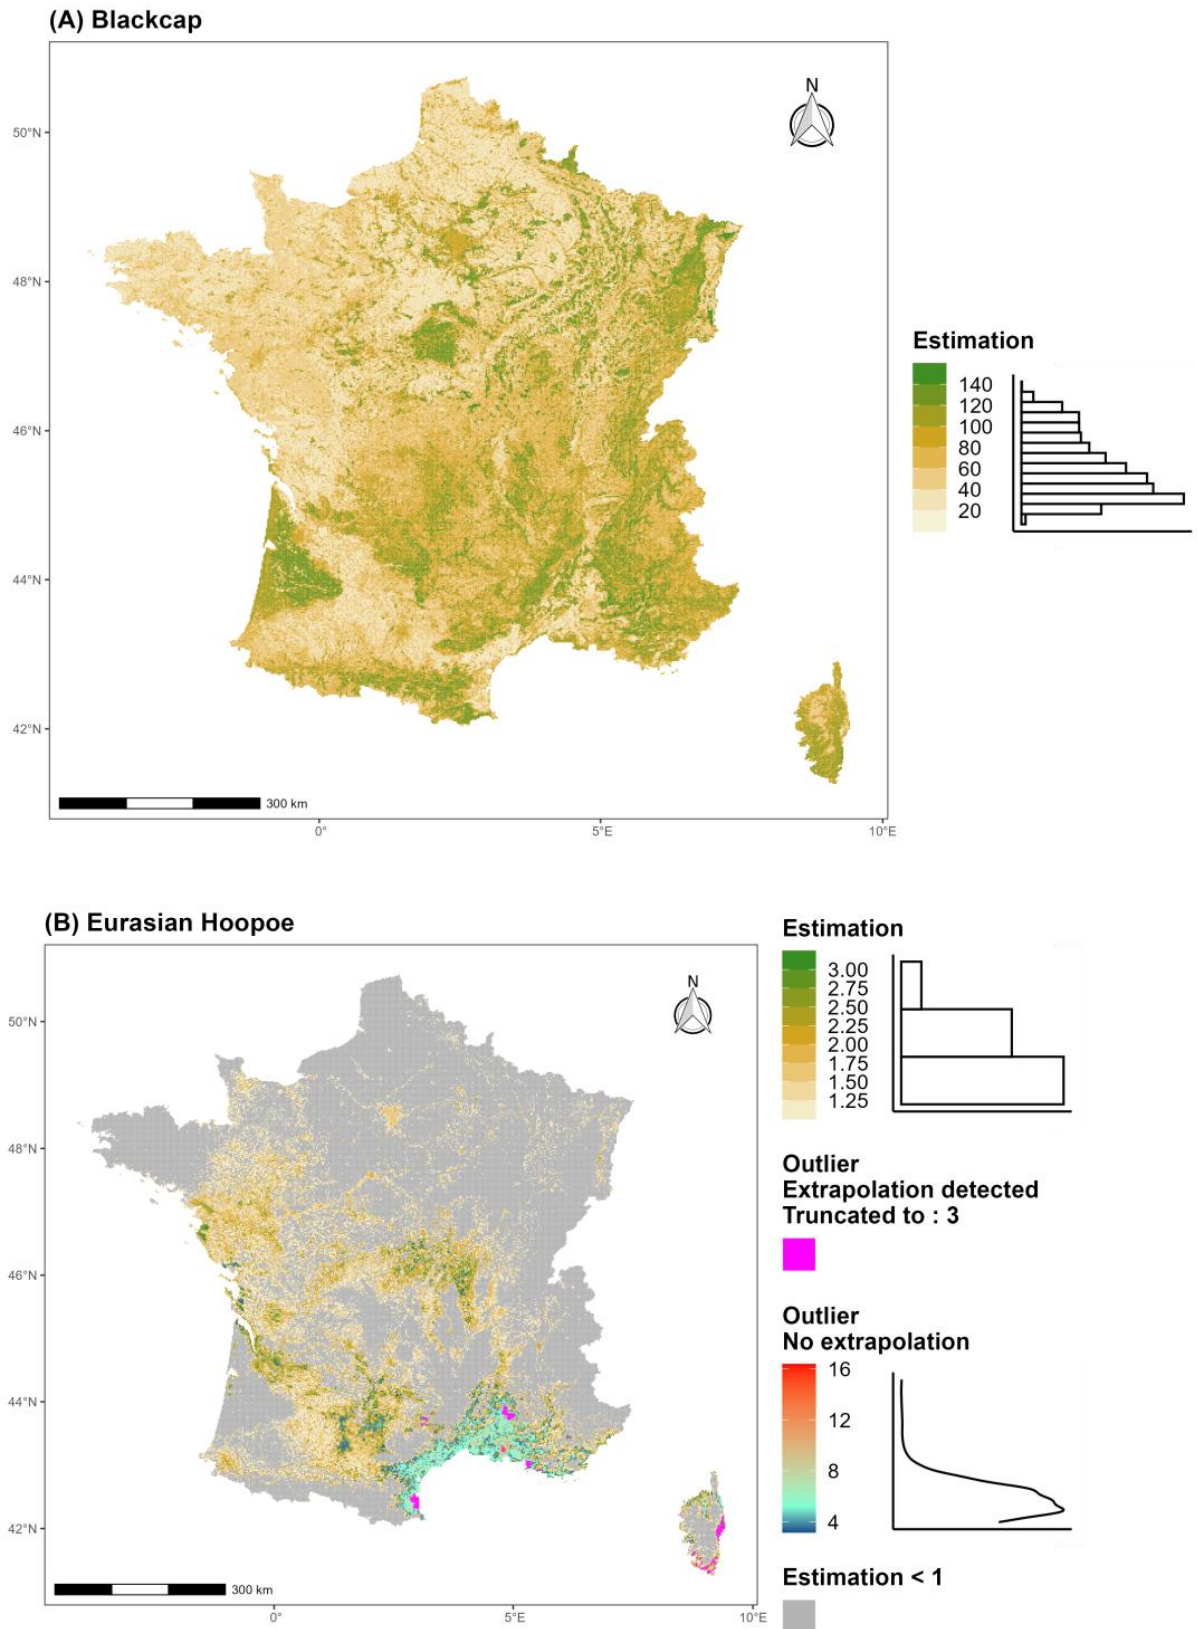 (A) Blackcap
N
50°N
48°N
46°N
44°N
42°N
300 km
0°
5°E
10°E
Estimation
140
120
100
80
60
40
20
(B) Eurasian Hoopoe
N
50°N
48°N
46°N
44°N
42°N
300 km
0°
5°E
10°E
Estimation
3.00
2.75
2.50
2.25
2.00
1.75
1.50
1.25
Outlier
Extrapolation detected
Truncated to : 3
Outlier
No extrapolation
16
12
8
4
Estimation < 1